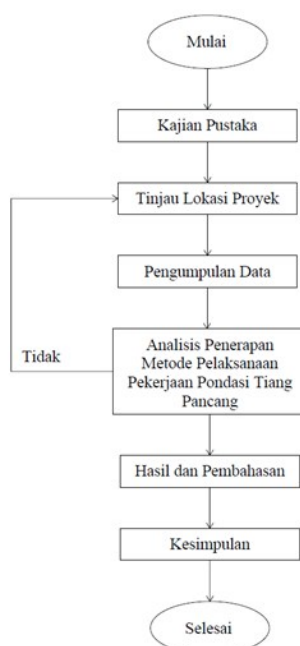 Mulai
Kajian Pustaka
Tinjau Lokasi Proyek
Pengumpulan Data
Tidak
Analisis Penerapan
Metode Pelaksanaan
Pekerjaan Pondasi Tiang
Pancang
Hasil dan Pembahasan
Kesimpulan
Selesai